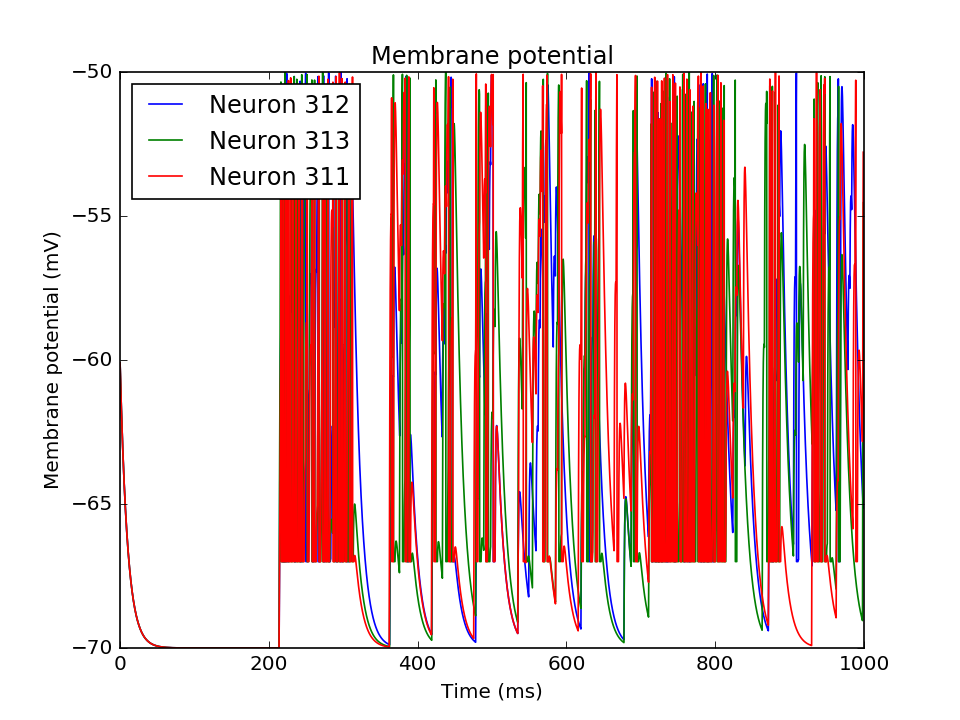 Membrane potential
Membrane potential (mV)
−50
−55
−60
−65
−70
Neuron 312
Neuron 313
Neuron 311
0
200
400
600
800
1000
Time (ms)